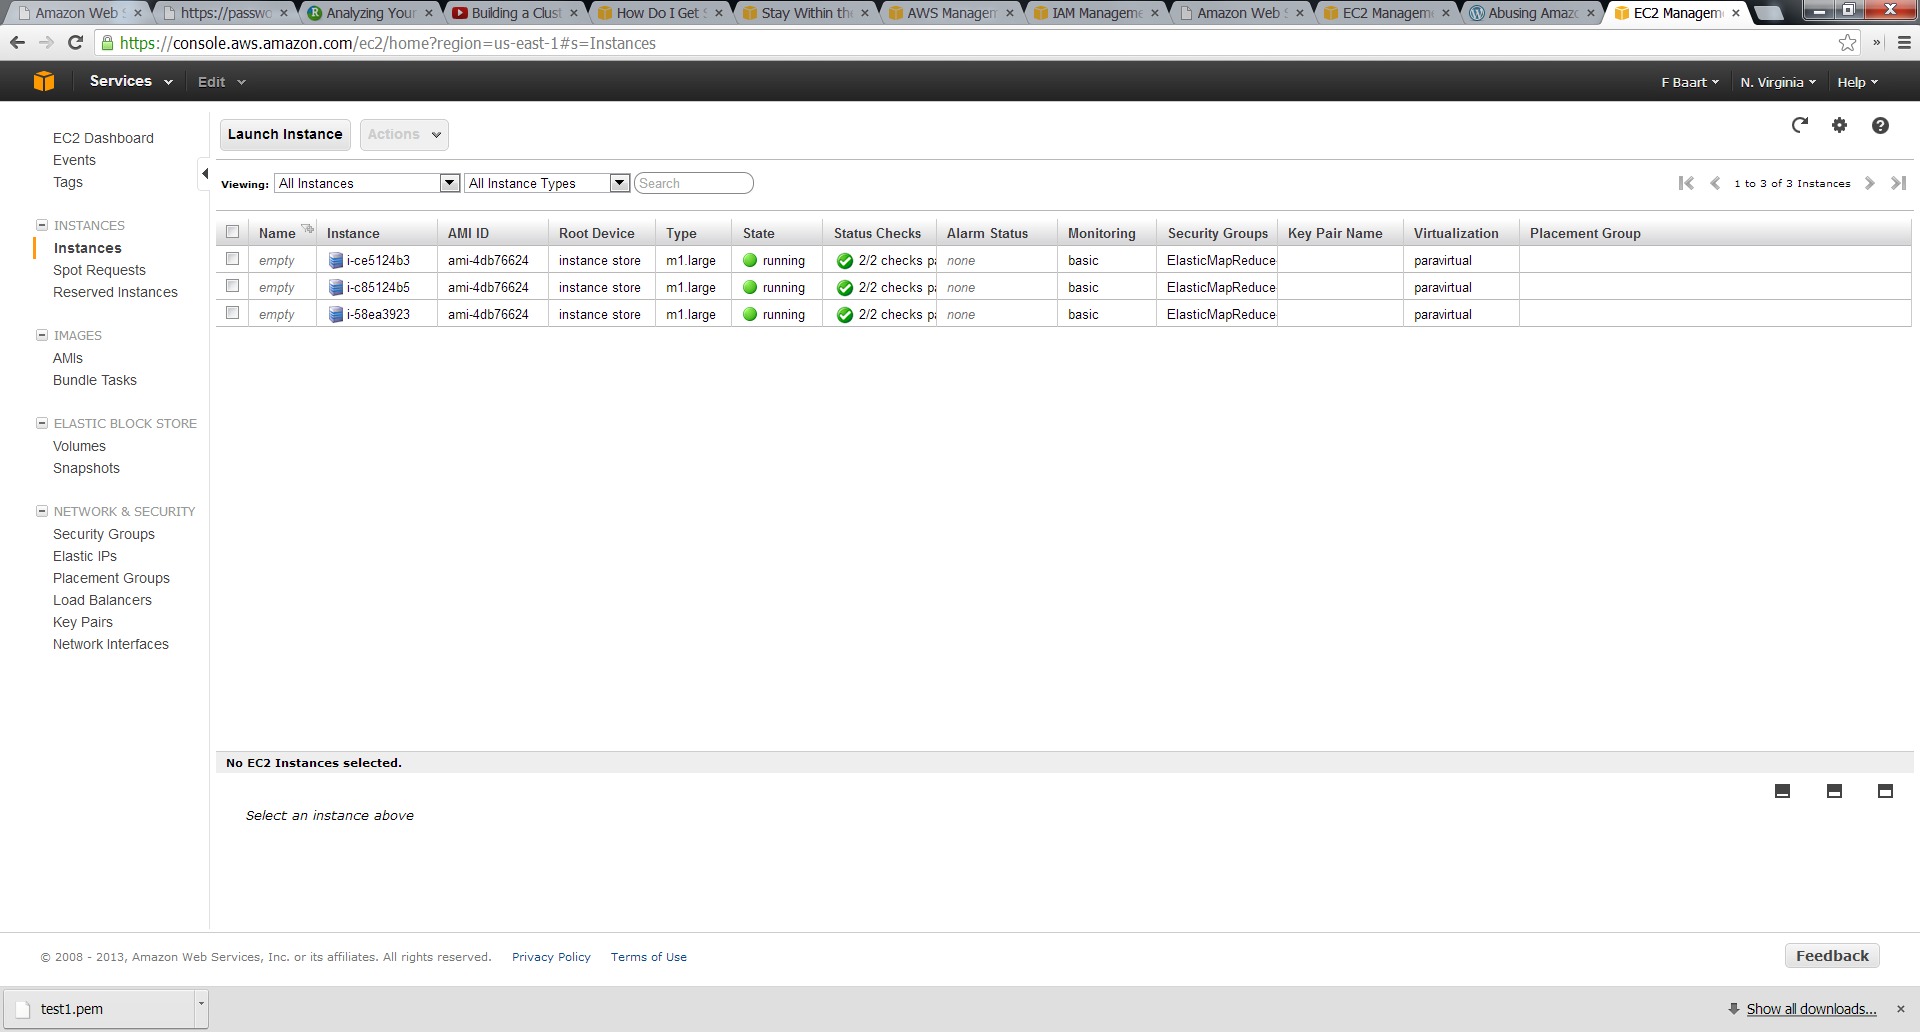 Amazon Web S
https://passwo
Analyzing Your
Building a Clust
How Do I Get S
Stay Within the
AWS Managem
IAM Manageme
Amazon Web S
EC2 Manageme
Abusing Amazo
EC2 Manageme
https://console.aws.amazon.com/ec2/home?region=us-east-1#s=Instances
Services
Edit
F Baart
N. Virginia
Help
EC2 Dashboard
Events
Tags
INSTANCES
Instances
Spot Requests
Reserved Instances
IMAGES
AMIs
Bundle Tasks
ELASTIC BLOCK STORE
Volumes
Snapshots
NETWORK & SECURITY
Security Groups
Elastic IPs
Placement Groups
Load Balancers
Key Pairs
Network Interfaces
Launch Instance
Actions
Viewing: All Instances All Instance Types Search
1 to 3 of 3 Instances
Name Instance AMI ID Root Device Type State Status Checks Alarm Status Monitoring Security Groups Key Pair Name Virtualization Placement Group
empty i-ce5124b3 ami-4db76624 instance store m1.large running 2/2 checks pa none basic ElasticMapReduce paravirtual
empty i-c85124b5 ami-4db76624 instance store m1.large running 2/2 checks pa none basic ElasticMapReduce paravirtual
empty i-58ea3923 ami-4db76624 instance store m1.large running 2/2 checks pa none basic ElasticMapReduce paravirtual
No EC2 Instances selected.
Select an instance above
© 2008 - 2013, Amazon Web Services, Inc. or its affiliates. All rights reserved. Privacy Policy Terms of Use
Feedback
test1.pem
Show all downloads...